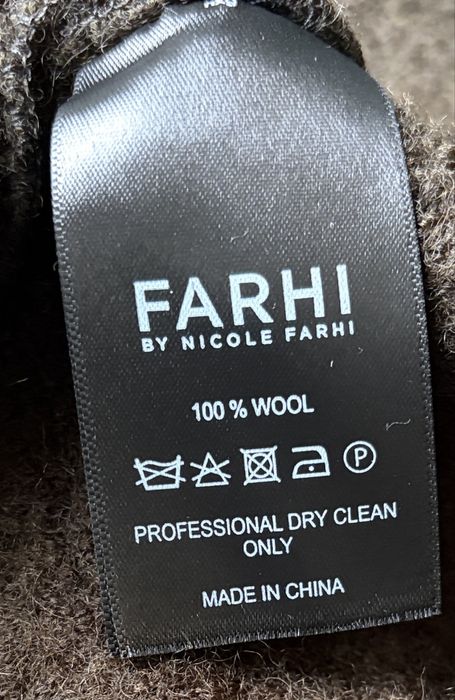 FARHI
BY NICOLE FARHI
100 % WOOL
P
PROFESSIONAL DRY CLEAN
ONLY
MADE IN CHINA